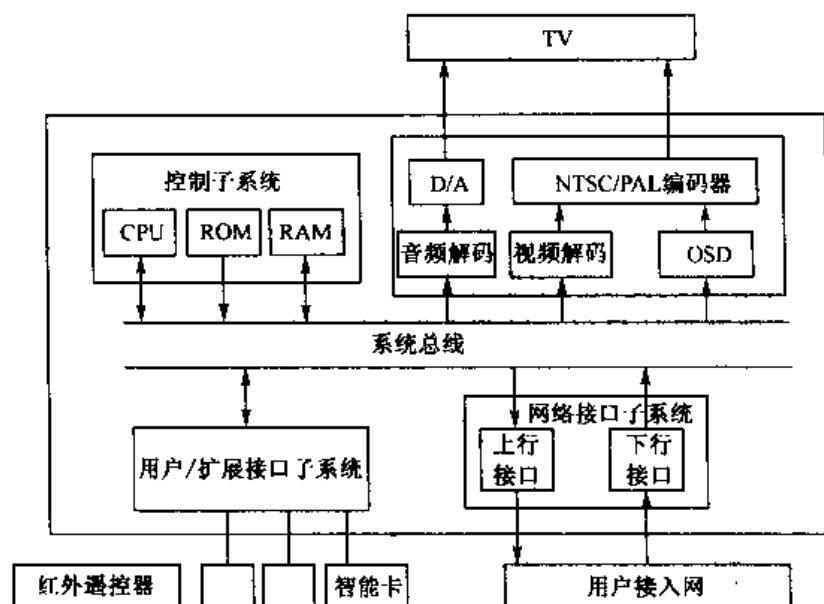 TV
控制子系统
D/A
NTSC/PAL编码器
CPU
ROM
RAM
音频解码
视频解码
OSD
系统总线
网络接口子系统
用户/扩展接口子系统
上行
接口
下行
接口
红外遥控器
智能卡
用户接入网